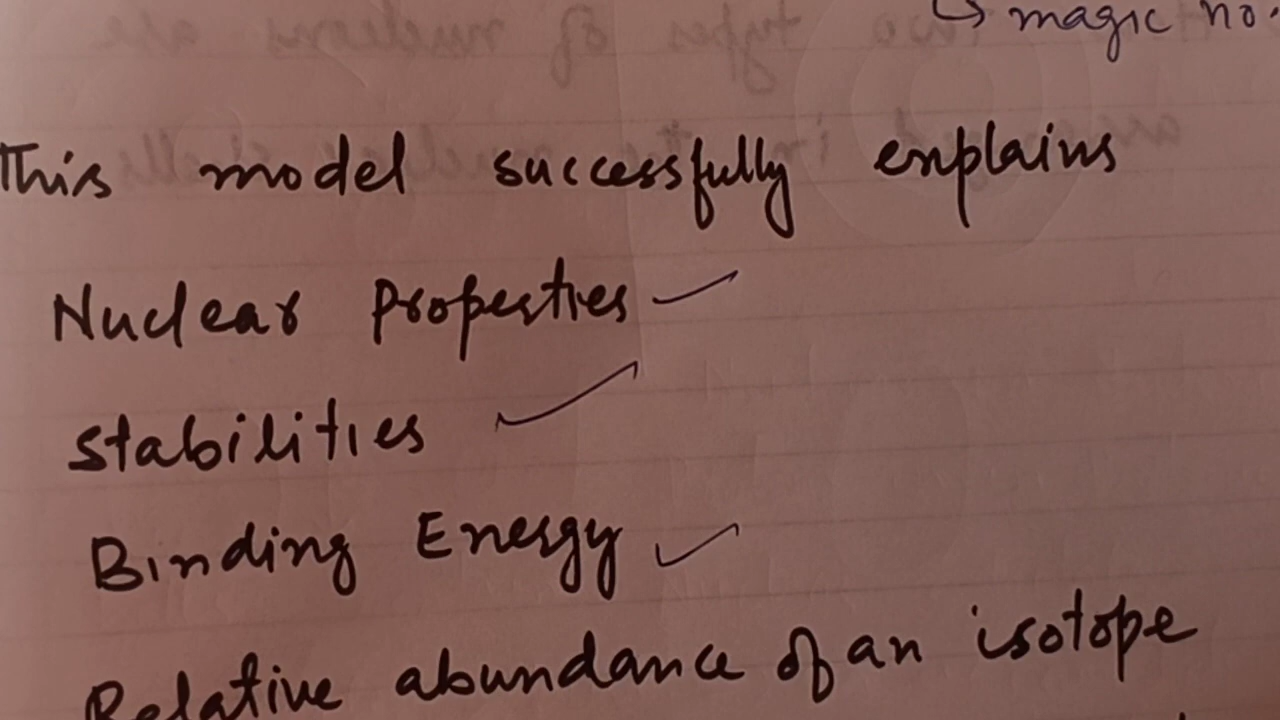 ↳ magic no.
This model successfully explains
Nuclear Properties
stabilities
Binding Energy
Relative abundance of an isotope